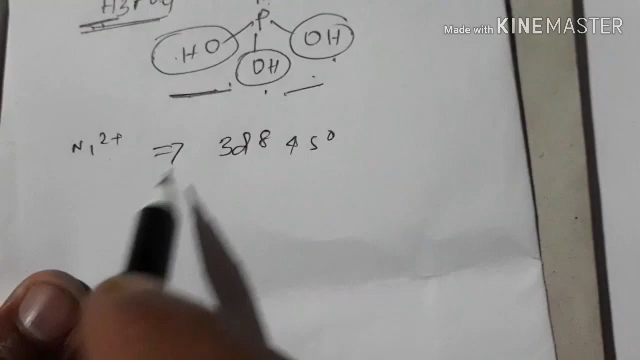 Made with KINEMASTER
H3PO4
P
HO OH
OH
Ni2+ => 3d8 4s0